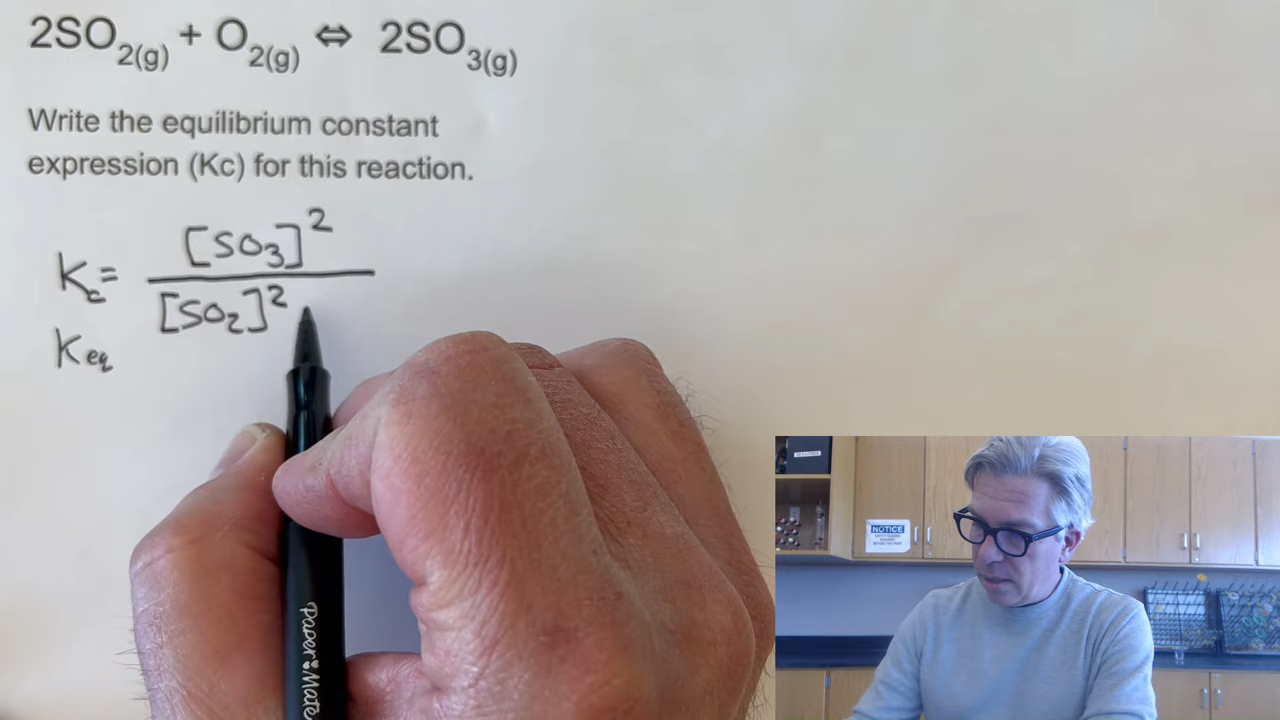 2SO₂(g) + O₂(g) ⇔ 2SO₃(g)
Write the equilibrium constant
expression (Kc) for this reaction.
K꜀ = [SO₃]² / [SO₂]²
Keq
Paper Mate
NOTICE